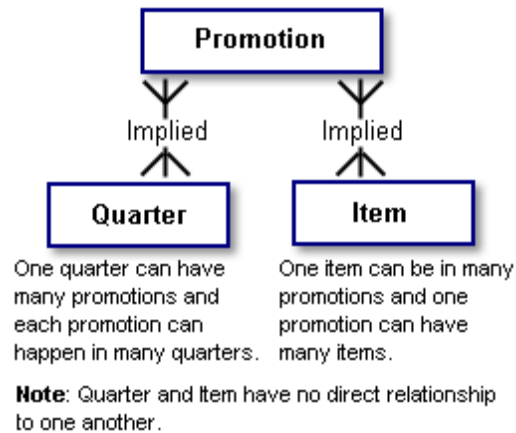 Promotion
Implied
Implied
Quarter
Item
One quarter can have
many promotions and
each promotion can
happen in many quarters.
One item can be in many
promotions and one
promotion can have
many items.
Note: Quarter and Item have no direct relationship
to one another.